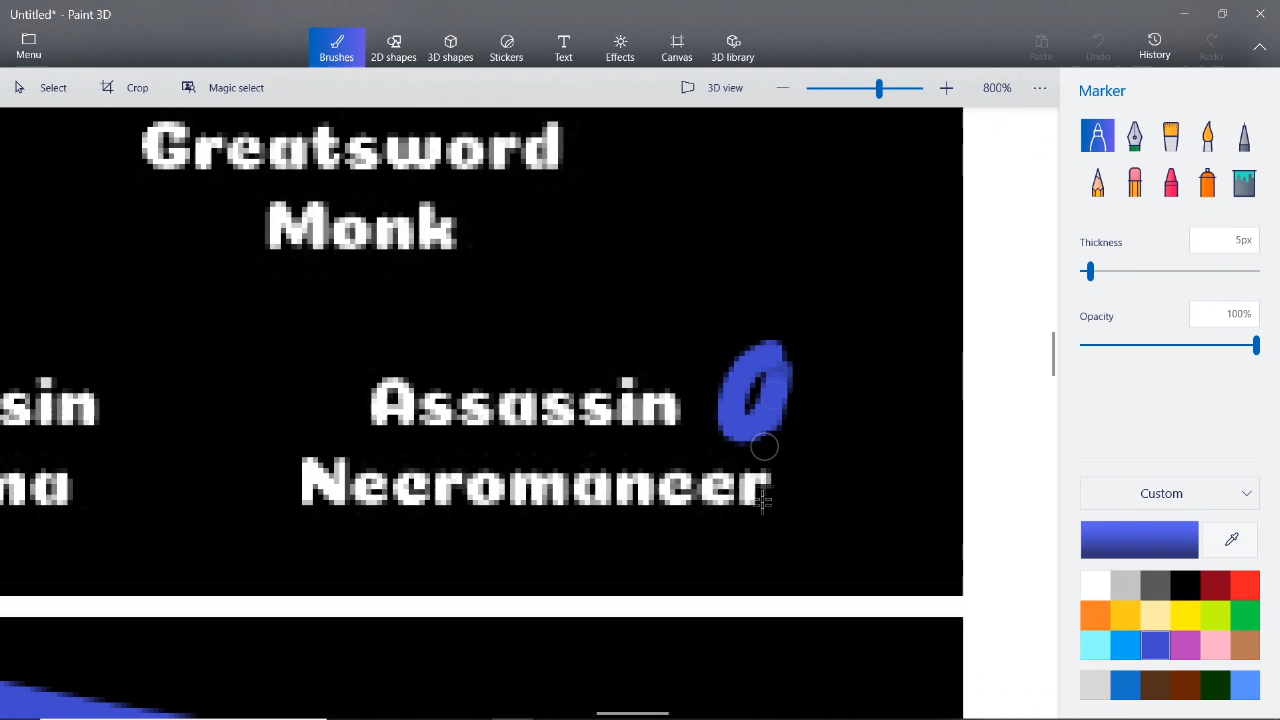 Untitled* - Paint 3D
Menu
Brushes
2D shapes
3D shapes
Stickers
Text
Effects
Canvas
3D library
Paste
Undo
History
Redo
Select
Crop
Magic select
3D view
800%
Marker
Thickness
5px
Opacity
100%
Custom
Greatsword
Monk
sin
Assassin
na
Necromancer